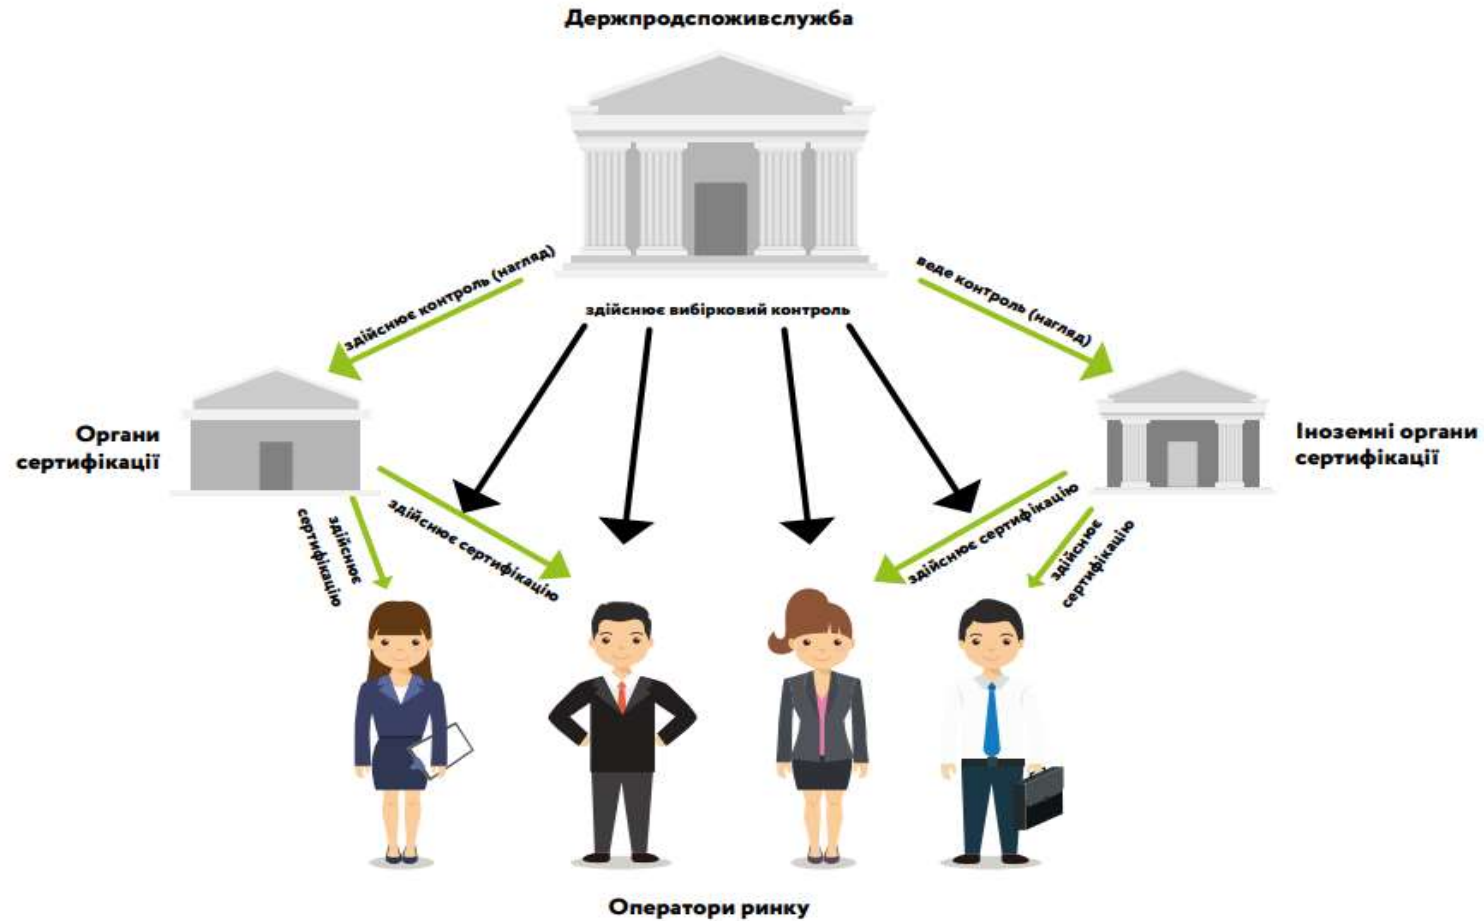 Держпродспоживслужба
здійснює контроль (нагляд)
веде контроль (нагляд)
здійснює вибірковий контроль
Органи
сертифікації
Іноземні органи
сертифікації
здійснює
сертифікацію
здійснює сертифікацію
здійснює сертифікацію
здійснює
сертифікацію
Оператори ринку